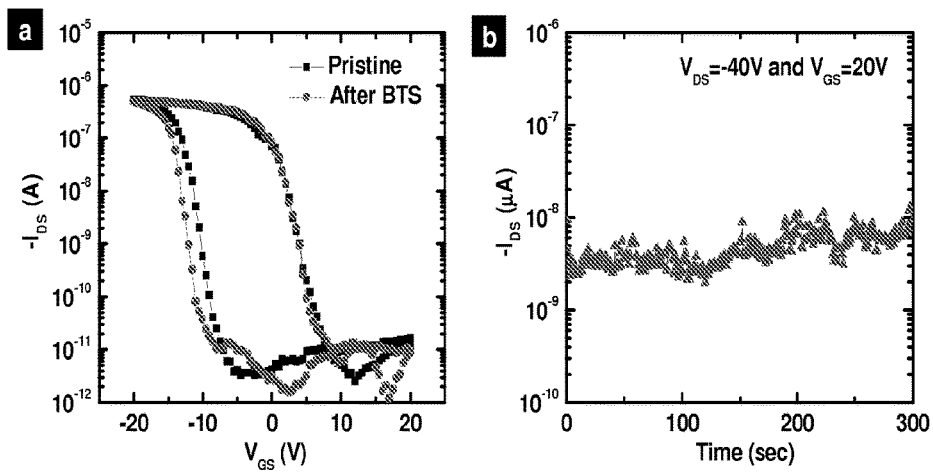 a
10^-5
10^-6
10^-7
10^-8
10^-9
10^-10
10^-11
10^-12
-I_DS (A)
Pristine
After BTS
-20 -10 0 10 20
V_GS (V)
b
10^-6
10^-7
10^-8
10^-9
10^-10
-I_DS (μA)
V_DS=-40V and V_GS=20V
0 100 200 300
Time (sec)